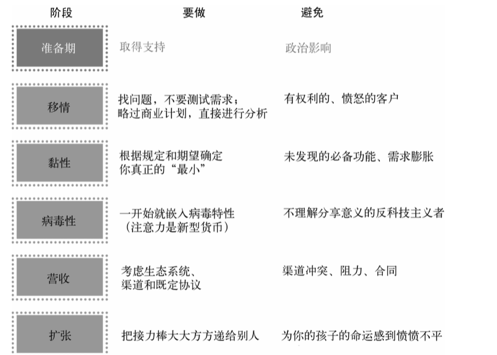 阶段 要做 避免
准备期 取得支持 政治影响
移情 找问题，不要测试需求； 有权利的、愤怒的客户
略过商业计划，直接进行分析
黏性 根据规定和期望确定 未发现的必备功能、需求膨胀
你真正的“最小”
病毒性 一开始就嵌入病毒特性 不理解分享意义的反科技主义者
（注意力是新型货币）
营收 考虑生态系统、 渠道冲突、阻力、合同
渠道和既定协议
扩张 把接力棒大大方方递给别人 为你的孩子的命运感到愤愤不平